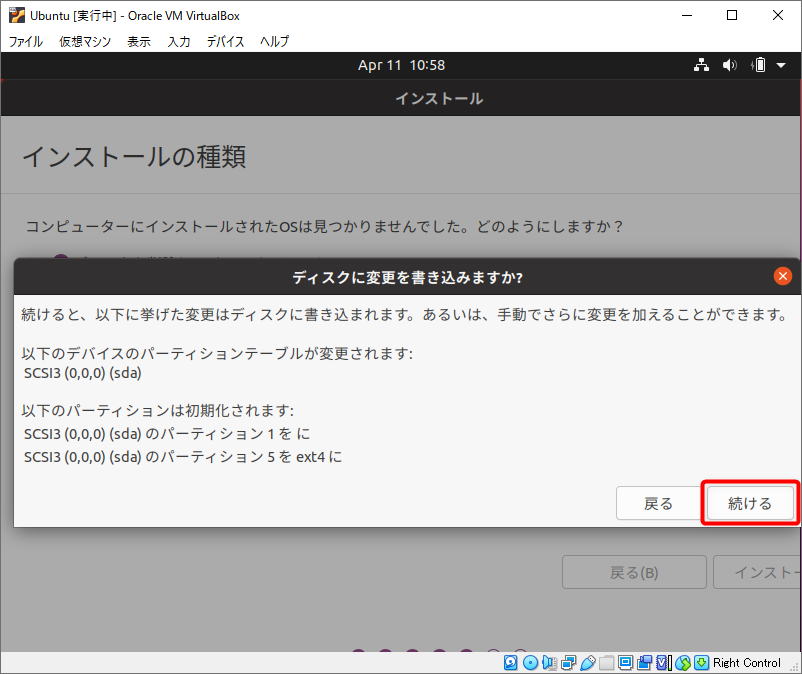 Ubuntu [実行中] - Oracle VM VirtualBox
ファイル 仮想マシン 表示 入力 デバイス ヘルプ
Apr 11 10:58
インストール
インストールの種類
コンピューターにインストールされたOSは見つかりませんでした。どのようにしますか？
ディスクに変更を書き込みますか?
続けると、以下に挙げた変更はディスクに書き込まれます。あるいは、手動でさらに変更を加えることができます。
以下のデバイスのパーティションテーブルが変更されます:
SCSI3 (0,0,0) (sda)
以下のパーティションは初期化されます:
SCSI3 (0,0,0) (sda) のパーティション 1 を に
SCSI3 (0,0,0) (sda) のパーティション 5 を ext4 に
戻る 続ける
戻る(B) インストー
Right Control